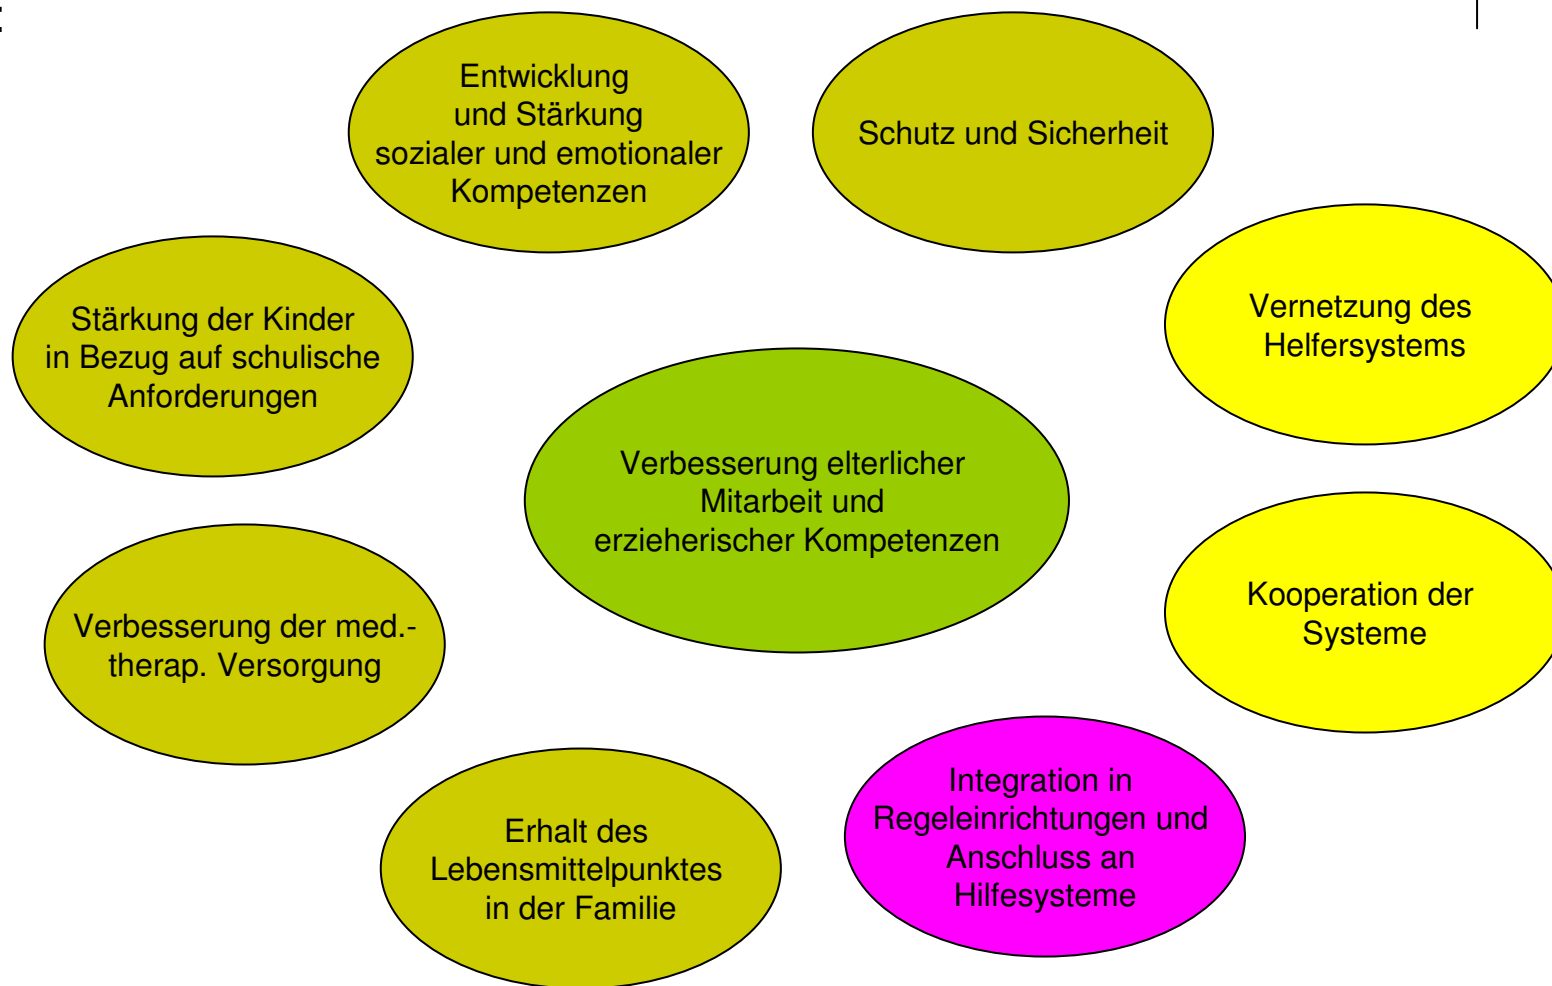 Entwicklung
und Stärkung
sozialer und emotionaler
Kompetenzen
Schutz und Sicherheit
Vernetzung des
Helfersystems
Stärkung der Kinder
in Bezug auf schulische
Anforderungen
Verbesserung elterlicher
Mitarbeit und
erzieherischer Kompetenzen
Kooperation der
Systeme
Verbesserung der med.-
therap. Versorgung
Integration in
Regeleinrichtungen und
Anschluss an
Hilfesysteme
Erhalt des
Lebensmittelpunktes
in der Familie